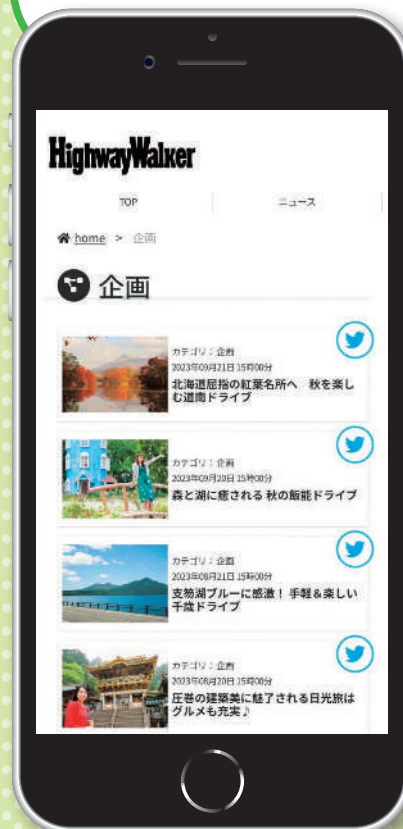 HighwayWalker
TOP
ニュース
home > 企画
企画
カテゴリ：企画
2023年09月21日 15時00分
北海道屈指の紅葉名所へ　秋を楽し
む道南ドライブ
カテゴリ：企画
2023年09月20日 15時00分
森と湖に癒される 秋の飯能ドライブ
カテゴリ：企画
2023年08月21日 15時00分
支笏湖ブルーに感激！ 手軽＆楽しい
千歳ドライブ
カテゴリ：企画
2023年08月20日 15時00分
圧巻の建築美に魅了される日光旅は
グルメも充実♪